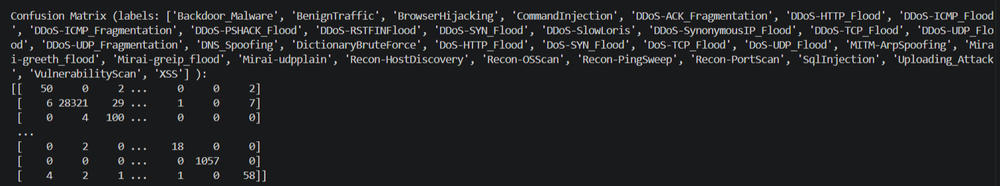 Confusion Matrix (labels: ['Backdoor_Malware', 'BenignTraffic', 'BrowserHijacking', 'CommandInjection', 'DDoS-ACK_Fragmentation', 'DDoS-HTTP_Flood', 'DDoS-ICMP_Flood
', 'DDoS-ICMP_Fragmentation', 'DDoS-PSHACK_Flood', 'DDoS-RSTFINFlood', 'DDoS-SYN_Flood', 'DDoS-SlowLoris', 'DDoS-SynonymousIP_Flood', 'DDoS-TCP_Flood', 'DDoS-UDP_Flo
od', 'DDoS-UDP_Fragmentation', 'DNS_Spoofing', 'DictionaryBruteForce', 'DoS-HTTP_Flood', 'DoS-SYN_Flood', 'DoS-TCP_Flood', 'DoS-UDP_Flood', 'MITM-ArpSpoofing', 'Mira
i-greeth_flood', 'Mirai-greip_flood', 'Mirai-udpplain', 'Recon-HostDiscovery', 'Recon-OSScan', 'Recon-PingSweep', 'Recon-PortScan', 'SqlInjection', 'Uploading_Attack
', 'VulnerabilityScan', 'XSS'] ):
[[   50     0     2 ...     0     0     2]
 [    6 28321    29 ...     1     0     7]
 [    0     4   100 ...     0     0     0]
 ...
 [    0     2     0 ...    18     0     0]
 [    0     0     0 ...     0  1057     0]
 [    4     2     1 ...     1     0    58]]